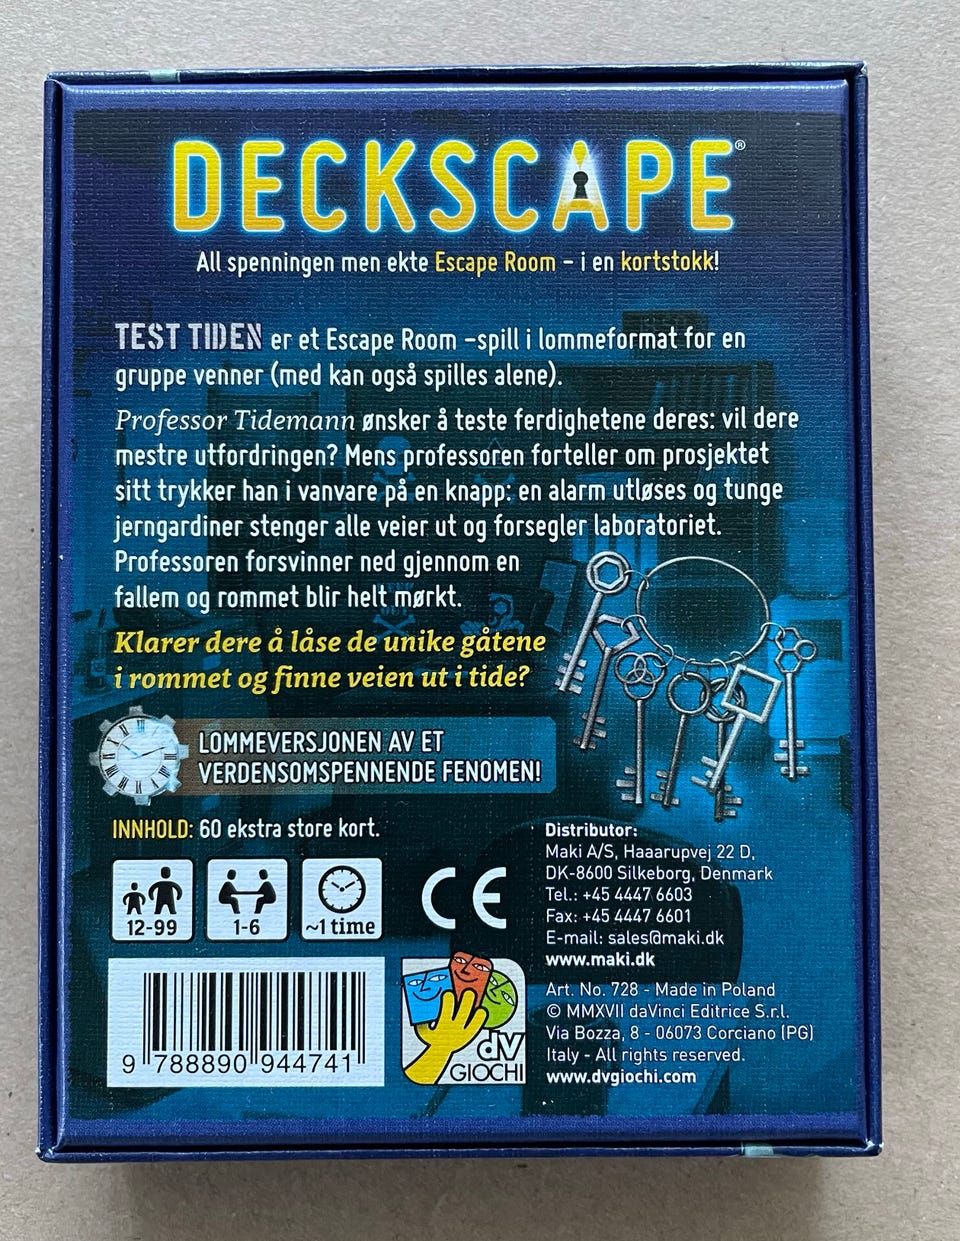 DECKSCAPE®
All spenningen men ekte Escape Room – i en kortstokk!
TEST TIDEN er et Escape Room –spill i lommeformat for en
gruppe venner (med kan også spilles alene).
Professor Tidemann ønsker å teste ferdighetene deres: vil dere
mestre utfordringen? Mens professoren forteller om prosjektet
sitt trykker han i vanvare på en knapp: en alarm utløses og tunge
jerngardiner stenger alle veier ut og forsegler laboratoriet.
Professoren forsvinner ned gjennom en
fallem og rommet blir helt mørkt.
Klarer dere å låse de unike gåtene
i rommet og finne veien ut i tide?
LOMMEVERSJONEN AV ET
VERDENSOMSPENNENDE FENOMEN!
INNHOLD: 60 ekstra store kort.
12-99
1-6
~1 time
CE
Distributor:
Maki A/S, Haaarupvej 22 D,
DK-8600 Silkeborg, Denmark
Tel.: +45 4447 6603
Fax: +45 4447 6601
E-mail: sales@maki.dk
www.maki.dk
Art. No. 728 - Made in Poland
© MMXVII daVinci Editrice S.r.l.
Via Bozza, 8 - 06073 Corciano (PG)
Italy - All rights reserved.
www.dvgiochi.com
9 788890 944741
dV
GIOCHI